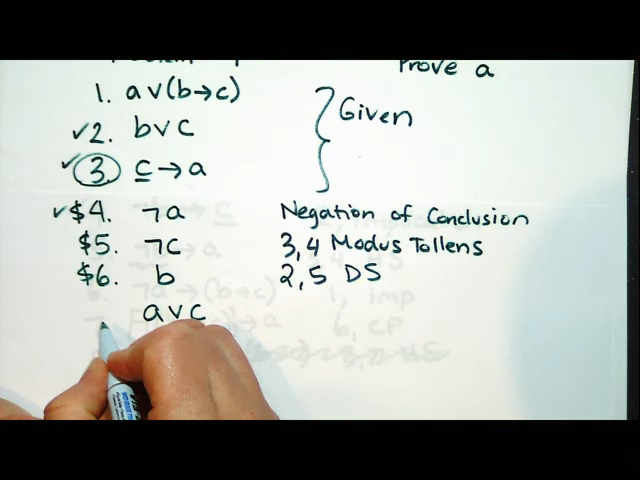 Prove a
1. a∨(b→c) Given
✓2. b∨c
✓3. c→a
✓$4. ¬a Negation of Conclusion
$5. ¬c 3,4 Modus Tollens
$6. b 2,5 DS
a∨c